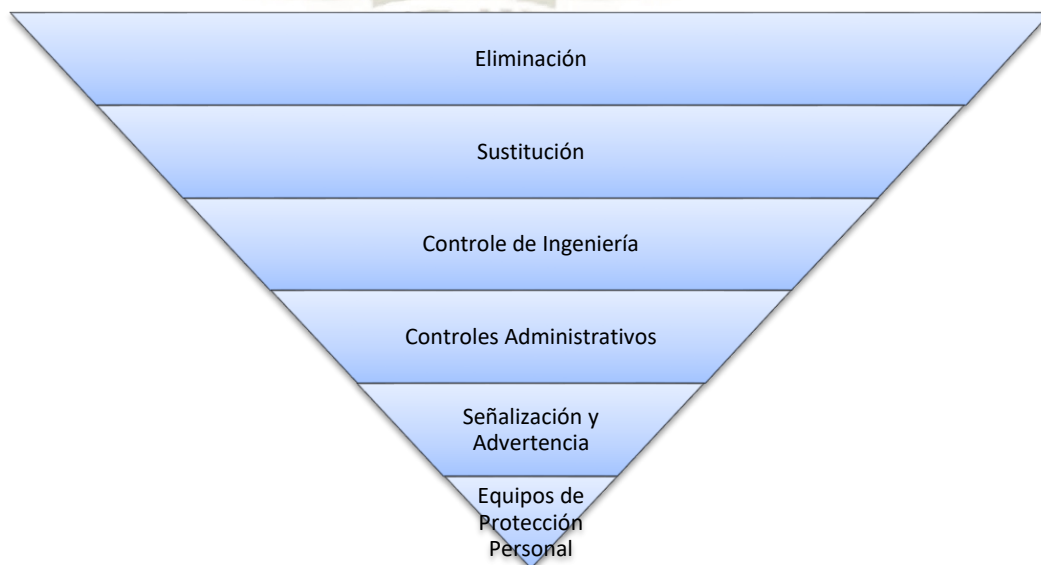 Eliminación
Sustitución
Controle de Ingeniería
Controles Administrativos
Señalización y
Advertencia
Equipos de
Protección
Personal